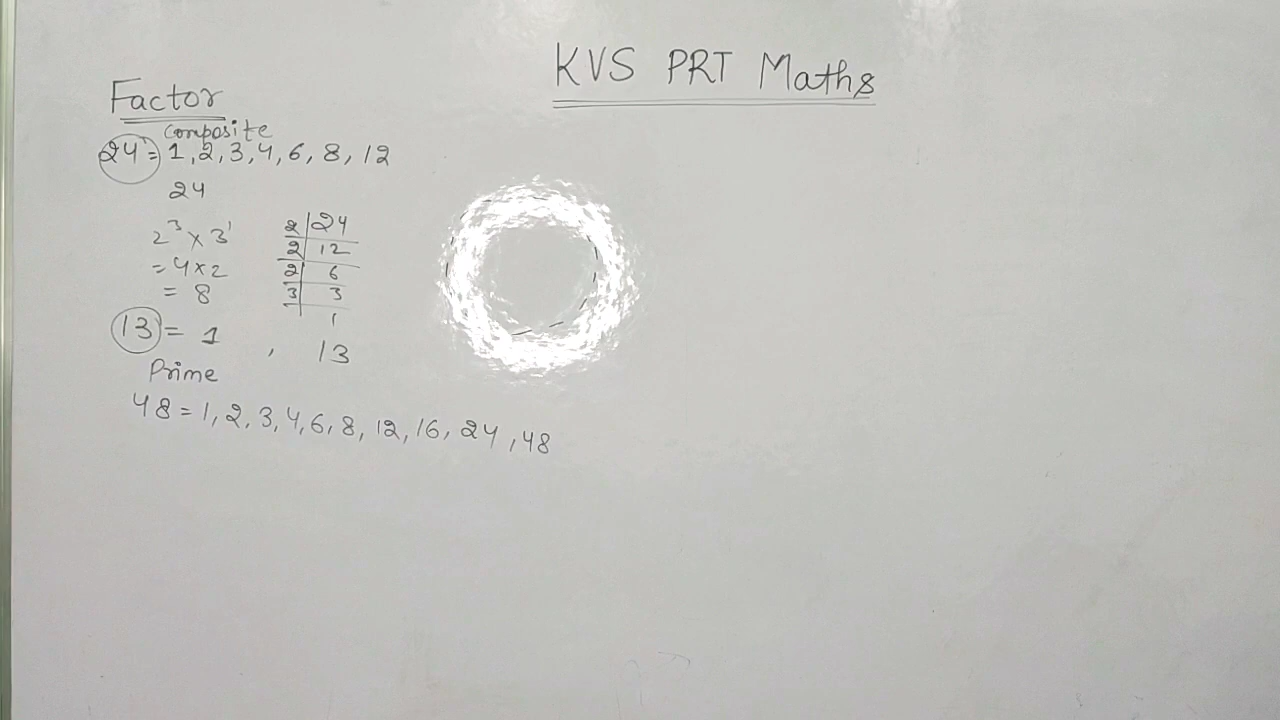 KVS PRT Maths
Factor
composite
24 = 1, 2, 3, 4, 6, 8, 12
24
2³ × 3¹
= 4 × 2
= 8
2 | 24
2 | 12
2 | 6
3 | 3
1
13 = 1 , 13
Prime
48 = 1, 2, 3, 4, 6, 8, 12, 16, 24, 48